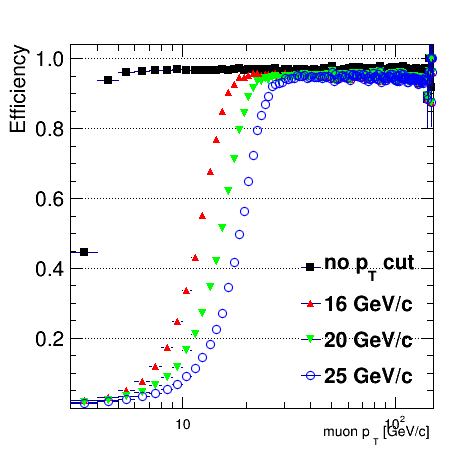 Efficiency
1.0
0.8
0.6
0.4
0.2
no p_T cut
16 GeV/c
20 GeV/c
25 GeV/c
10 10²
muon p_T [GeV/c]